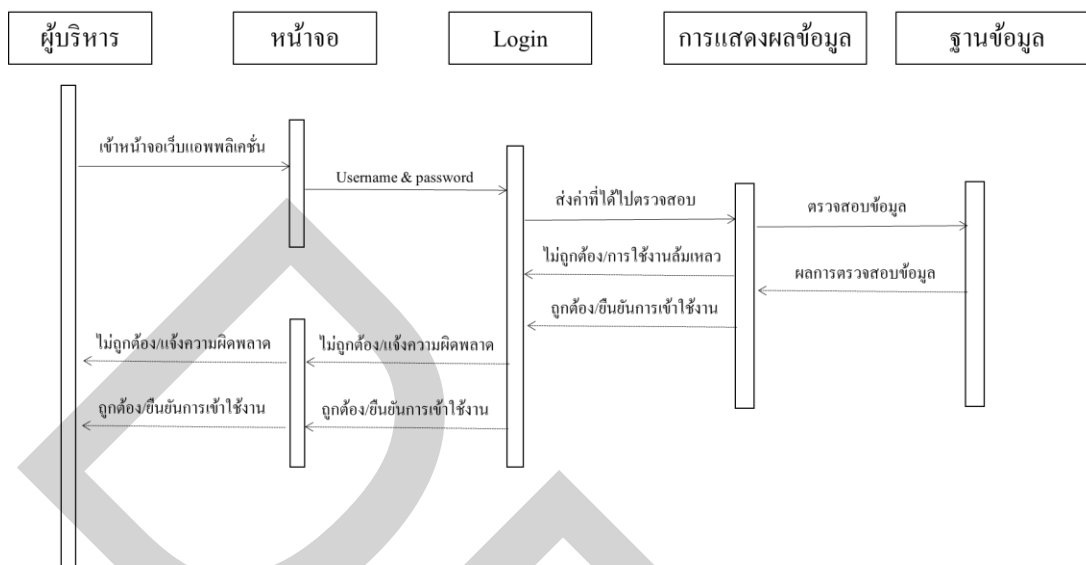 ผู้บริหาร
หน้าจอ
Login
การแสดงผลข้อมูล
ฐานข้อมูล
เข้าหน้าจอเว็บแอพพลิเคชั่น
Username & password
ส่งค่าที่ได้ไปตรวจสอบ
ตรวจสอบข้อมูล
ไม่ถูกต้อง/การใช้งานล้มเหลว
ผลการตรวจสอบข้อมูล
ถูกต้อง/ยืนยันการเข้าใช้งาน
ไม่ถูกต้อง/แจ้งความผิดพลาด
ไม่ถูกต้อง/แจ้งความผิดพลาด
ถูกต้อง/ยืนยันการเข้าใช้งาน
ถูกต้อง/ยืนยันการเข้าใช้งาน